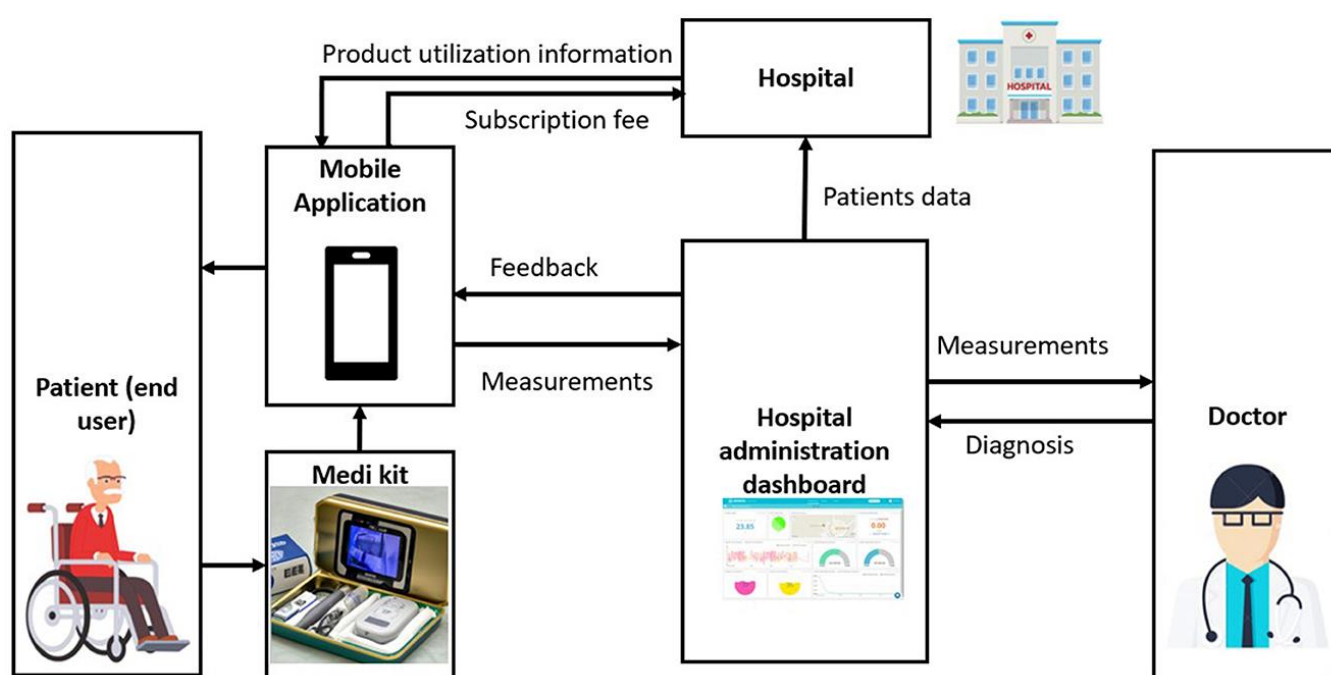 Product utilization information
Hospital
HOSPITAL
Subscription fee
Mobile
Application
Patients data
Feedback
Measurements
Measurements
Patient (end
user)
Hospital
administration
dashboard
Diagnosis
Doctor
Medi kit
23.85
0.00